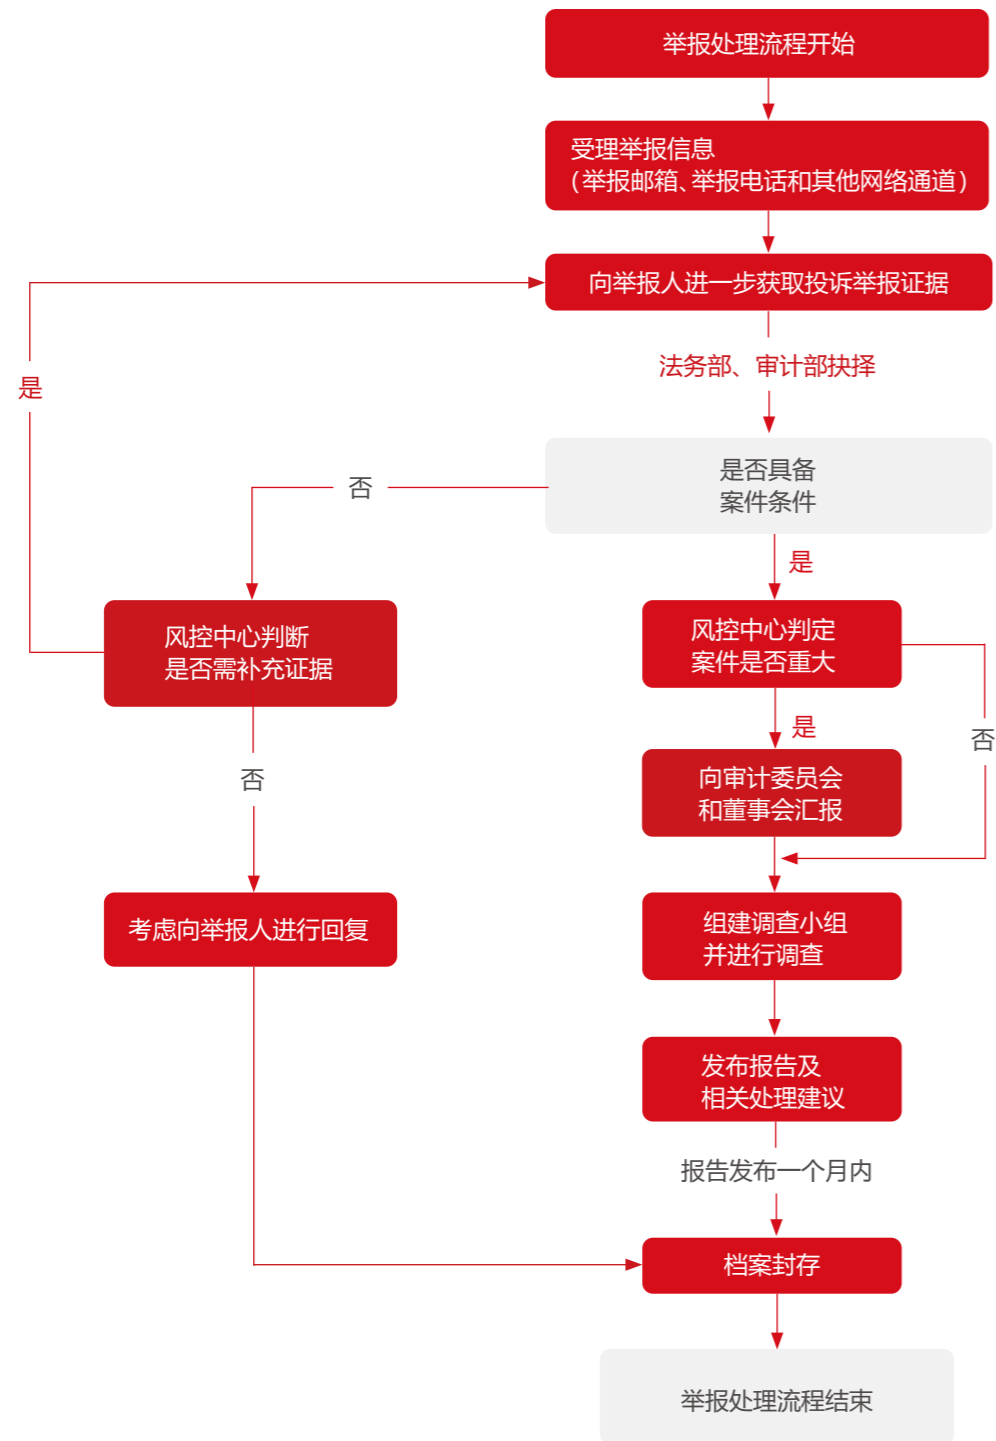 举报处理流程开始
受理举报信息
(举报邮箱、举报电话和其他网络通道)
向举报人进一步获取投诉举报证据
法务部、审计部抉择
是
是否具备
案件条件
否
是
风控中心判断
是否需补充证据
风控中心判定
案件是否重大
是
否
否
向审计委员会
和董事会汇报
考虑向举报人进行回复
组建调查小组
并进行调查
发布报告及
相关处理建议
报告发布一个月内
档案封存
举报处理流程结束